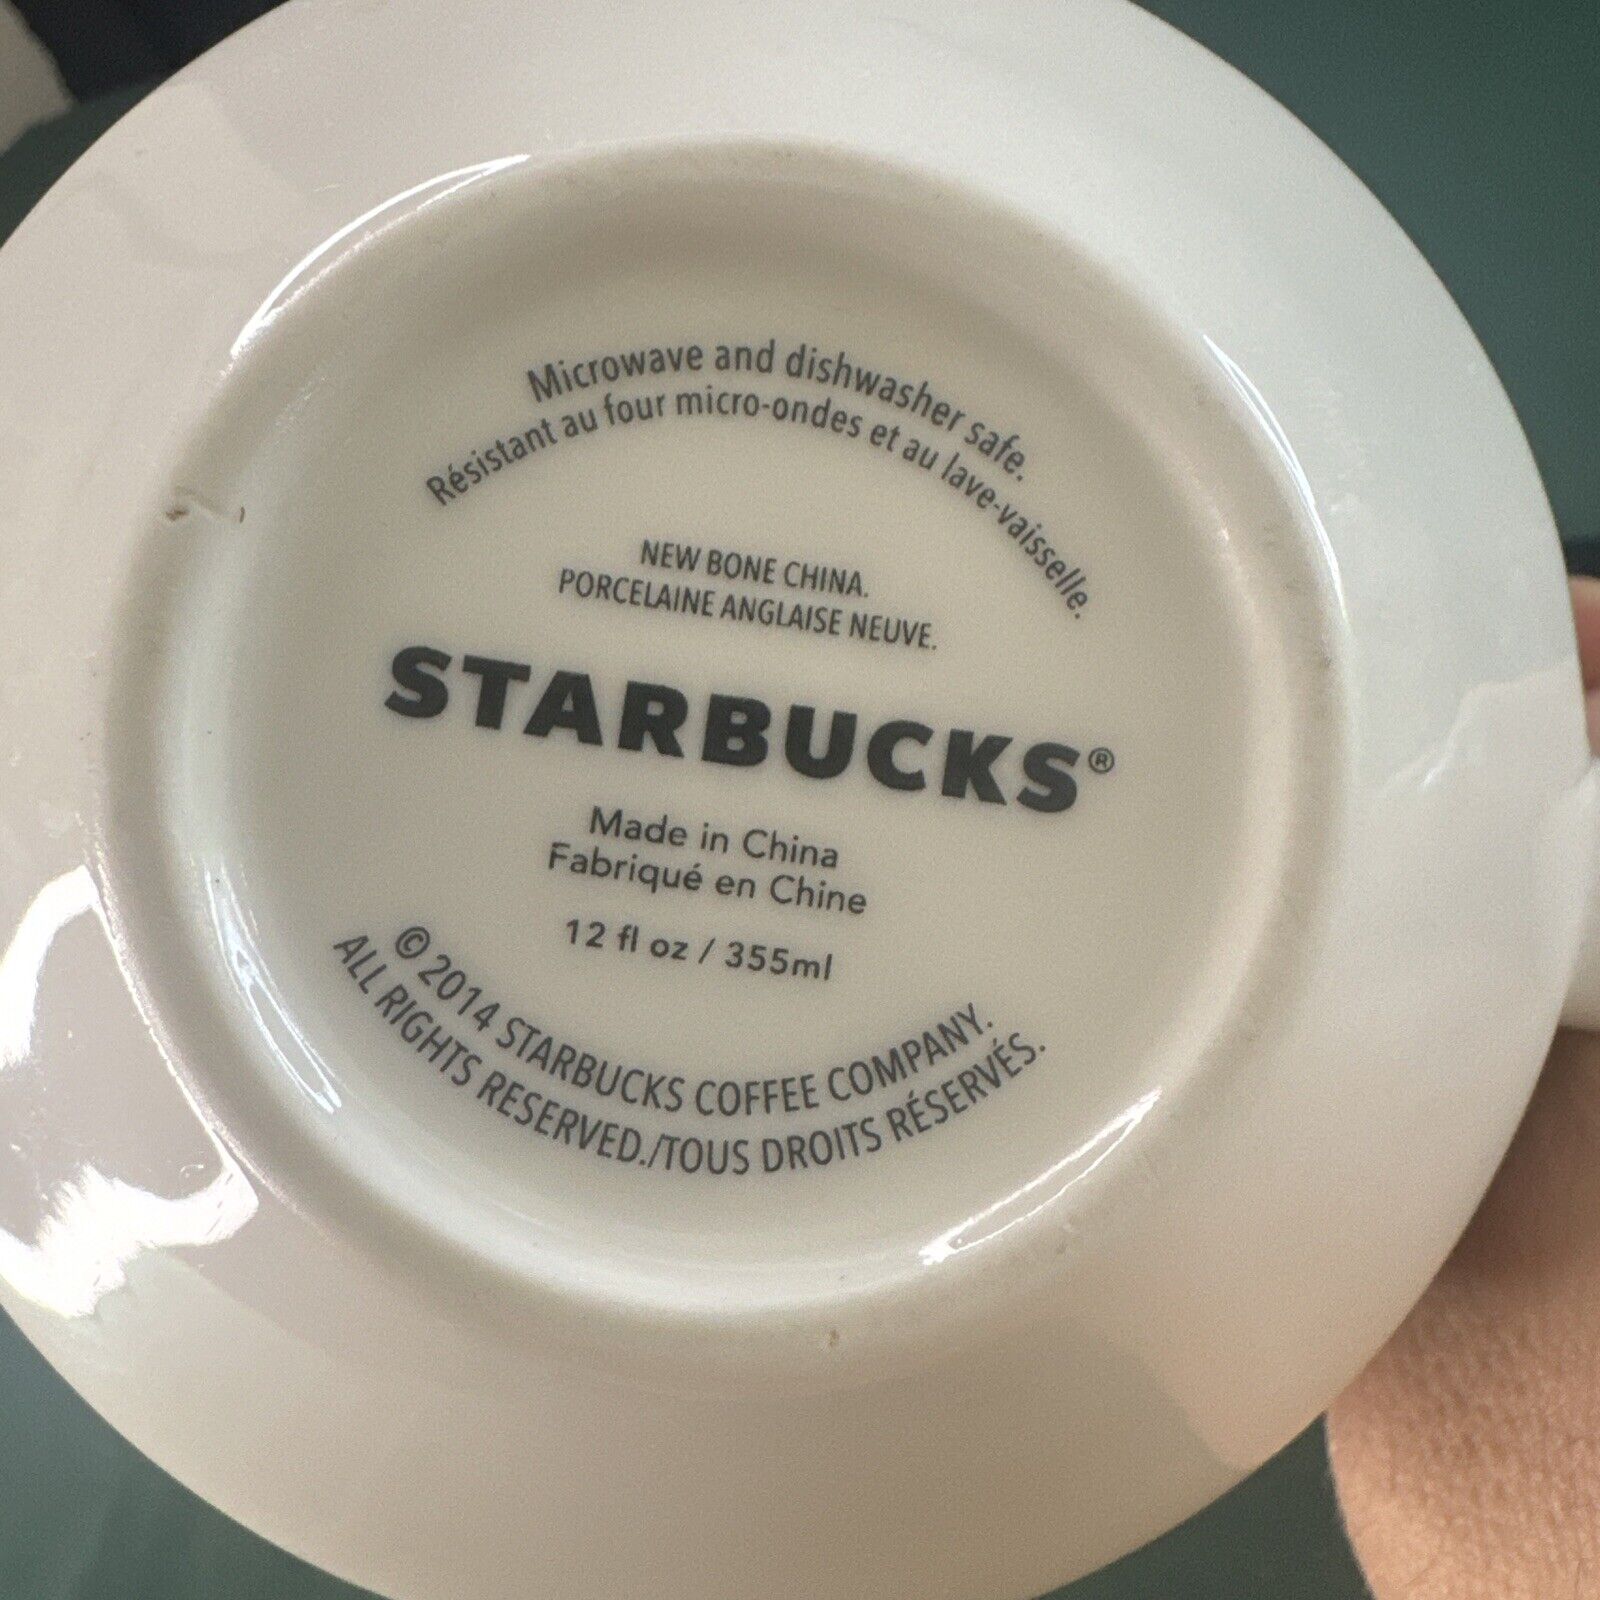 Microwave and dishwasher safe.
Résistant au four micro-ondes et au lave-vaisselle.
NEW BONE CHINA.
PORCELAINE ANGLAISE NEUVE.
STARBUCKS®
Made in China
Fabriqué en Chine
12 fl oz / 355ml
© 2014 STARBUCKS COFFEE COMPANY.
ALL RIGHTS RESERVED./TOUS DROITS RÉSERVÉS.